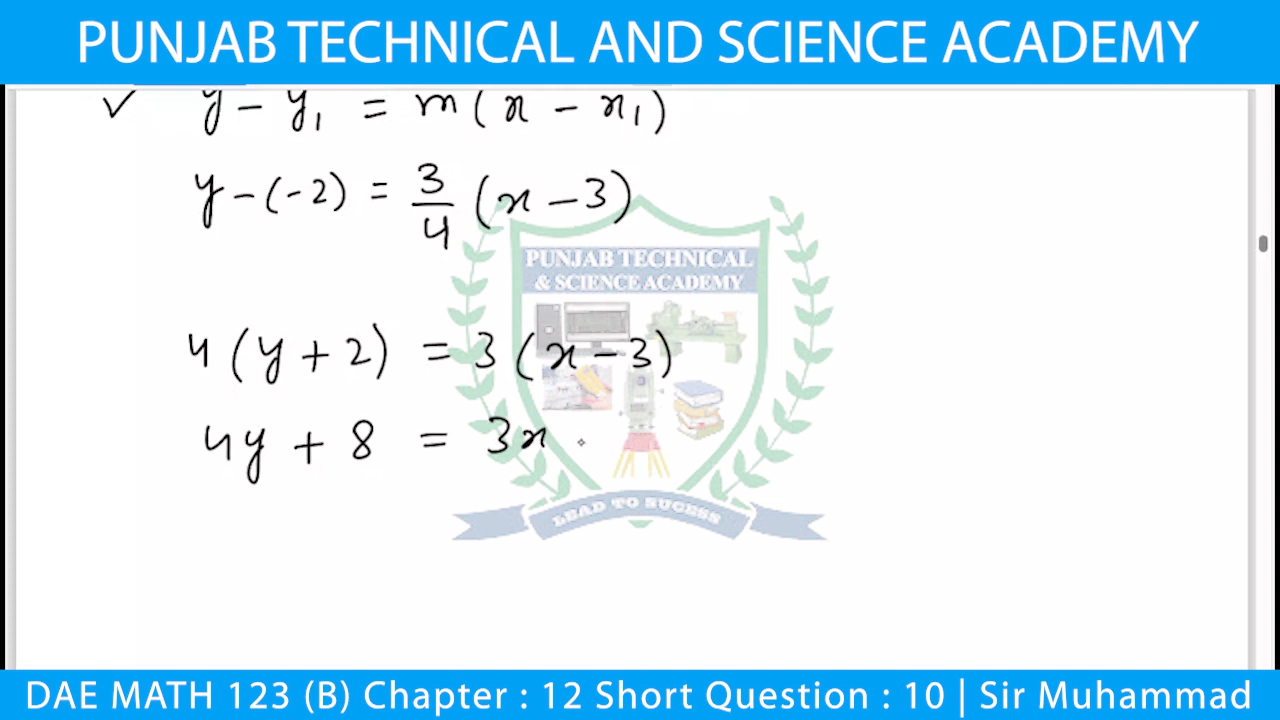 PUNJAB TECHNICAL AND SCIENCE ACADEMY
✓ y - y₁ = m(x - x₁)
y - (-2) = 3/4 (x - 3)
PUNJAB TECHNICAL
& SCIENCE ACADEMY
4(y + 2) = 3(x - 3)
4y + 8 = 3x
LEAD TO SUCESS
DAE MATH 123 (B) Chapter : 12 Short Question : 10 | Sir Muhammad